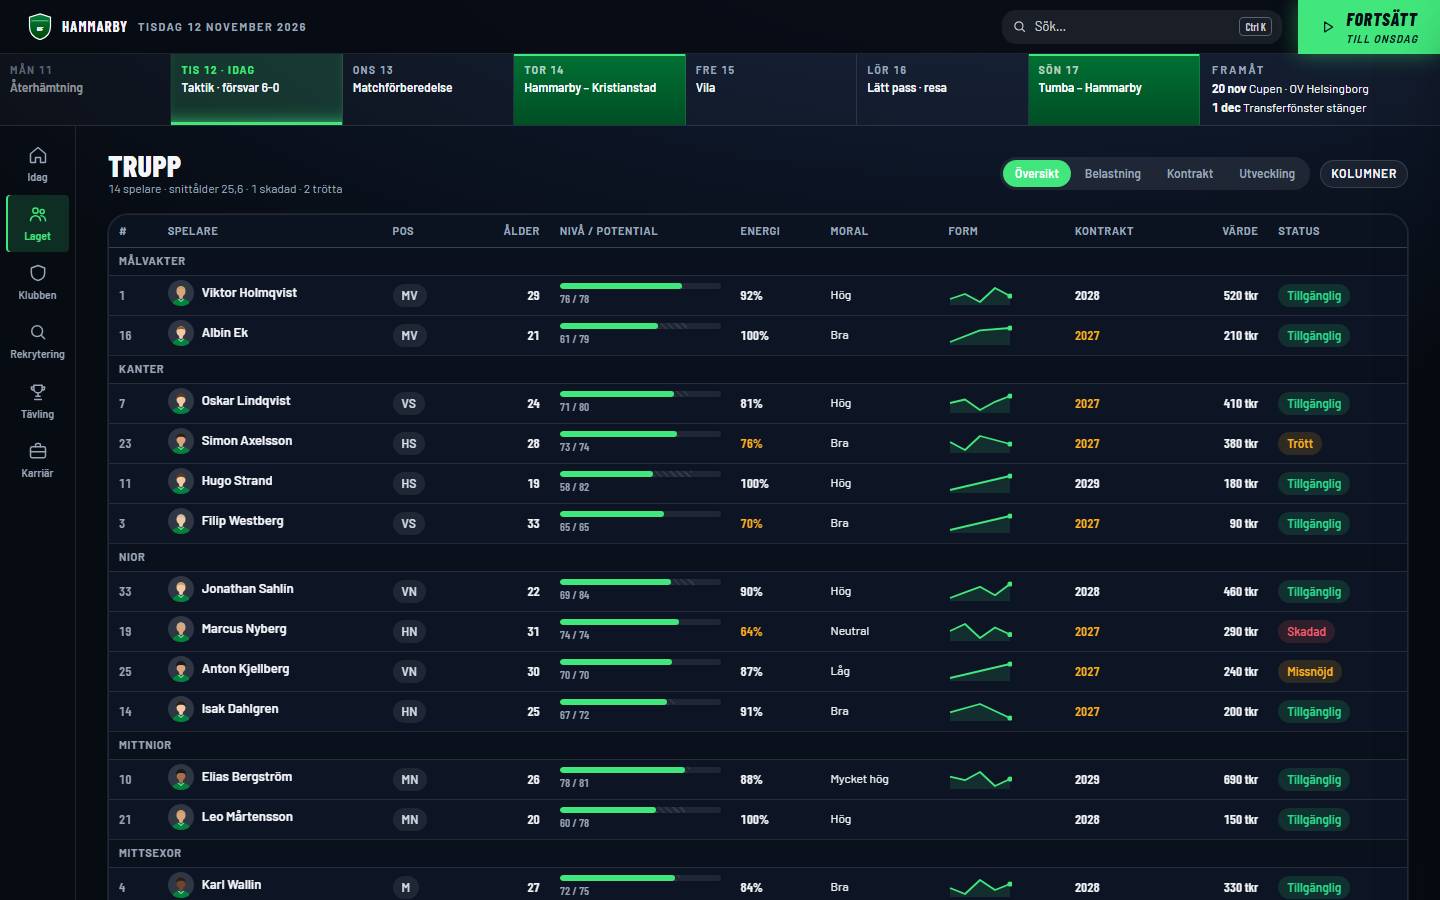 HAMMARBY TISDAG 12 NOVEMBER 2026
Sök... Ctrl K
FORTSÄTT
TILL ONSDAG
MÅN 11
Återhämtning
TIS 12 · IDAG
Taktik · försvar 6-0
ONS 13
Matchförberedelse
TOR 14
Hammarby – Kristianstad
FRE 15
Vila
LÖR 16
Lätt pass · resa
SÖN 17
Tumba – Hammarby
FRAMÅT
20 nov Cupen · OV Helsingborg
1 dec Transferfönster stänger
Idag
Laget
Klubben
Rekrytering
Tävling
Karriär
TRUPP
14 spelare · snittålder 25,6 · 1 skadad · 2 trötta
Översikt Belastning Kontrakt Utveckling KOLUMNER
# SPELARE POS ÅLDER NIVÅ / POTENTIAL ENERGI MORAL FORM KONTRAKT VÄRDE STATUS
MÅLVAKTER
1 Viktor Holmqvist MV 29 76 / 78 92% Hög 2028 520 tkr Tillgänglig
16 Albin Ek MV 21 61 / 79 100% Bra 2027 210 tkr Tillgänglig
KANTER
7 Oskar Lindqvist VS 24 71 / 80 81% Hög 2027 410 tkr Tillgänglig
23 Simon Axelsson HS 28 73 / 74 76% Bra 2027 380 tkr Trött
11 Hugo Strand HS 19 58 / 82 100% Hög 2029 180 tkr Tillgänglig
3 Filip Westberg VS 33 65 / 65 70% Bra 2027 90 tkr Tillgänglig
NIOR
33 Jonathan Sahlin VN 22 69 / 84 90% Hög 2028 460 tkr Tillgänglig
19 Marcus Nyberg HN 31 74 / 74 64% Neutral 2027 290 tkr Skadad
25 Anton Kjellberg VN 30 70 / 70 87% Låg 2027 240 tkr Missnöjd
14 Isak Dahlgren HN 25 67 / 72 91% Bra 2027 200 tkr Tillgänglig
MITTNIOR
10 Elias Bergström MN 26 78 / 81 88% Mycket hög 2029 690 tkr Tillgänglig
21 Leo Mårtensson MN 20 60 / 78 100% Hög 2028 150 tkr Tillgänglig
MITTSEXOR
4 Karl Wallin M 27 72 / 75 84% Bra 2028 330 tkr Tillgänglig